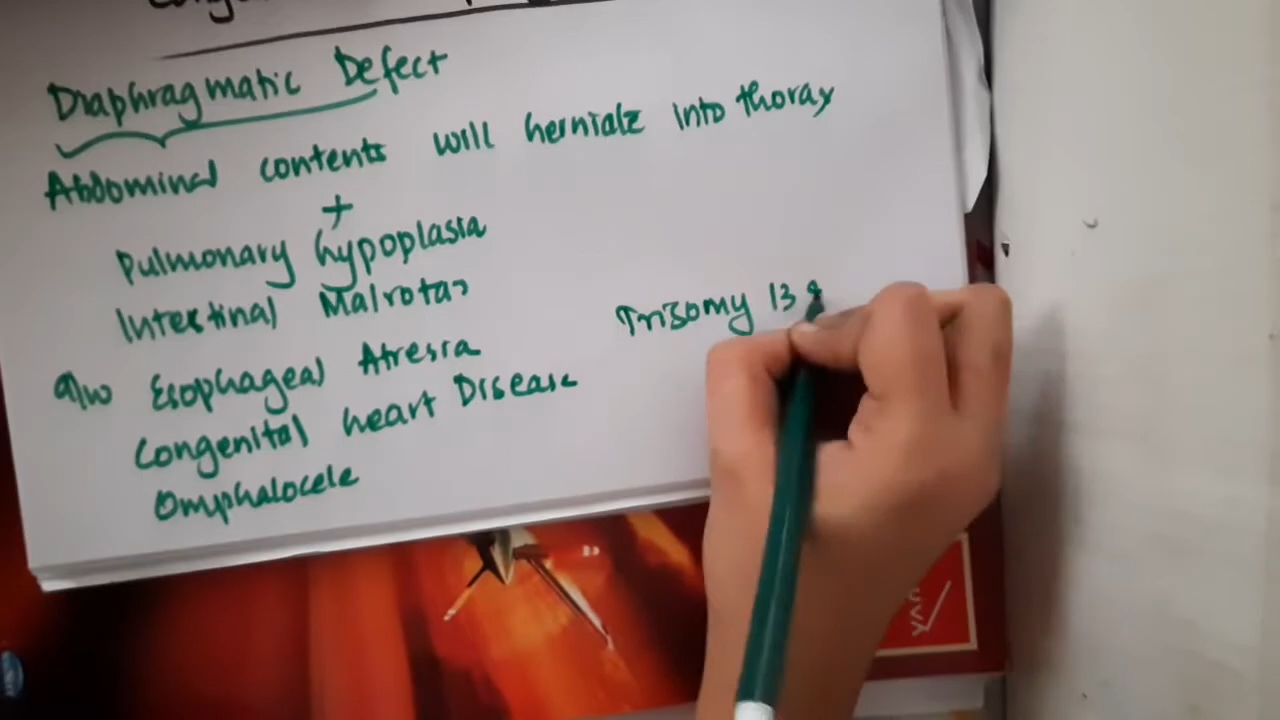 Diaphragmatic Defect
Abdominal contents will herniate into thorax
+
Pulmonary hypoplasia
Intestinal Malrotan
a/w Esophageal Atresia
Congenital heart Disease
Omphalocele
Trisomy 13